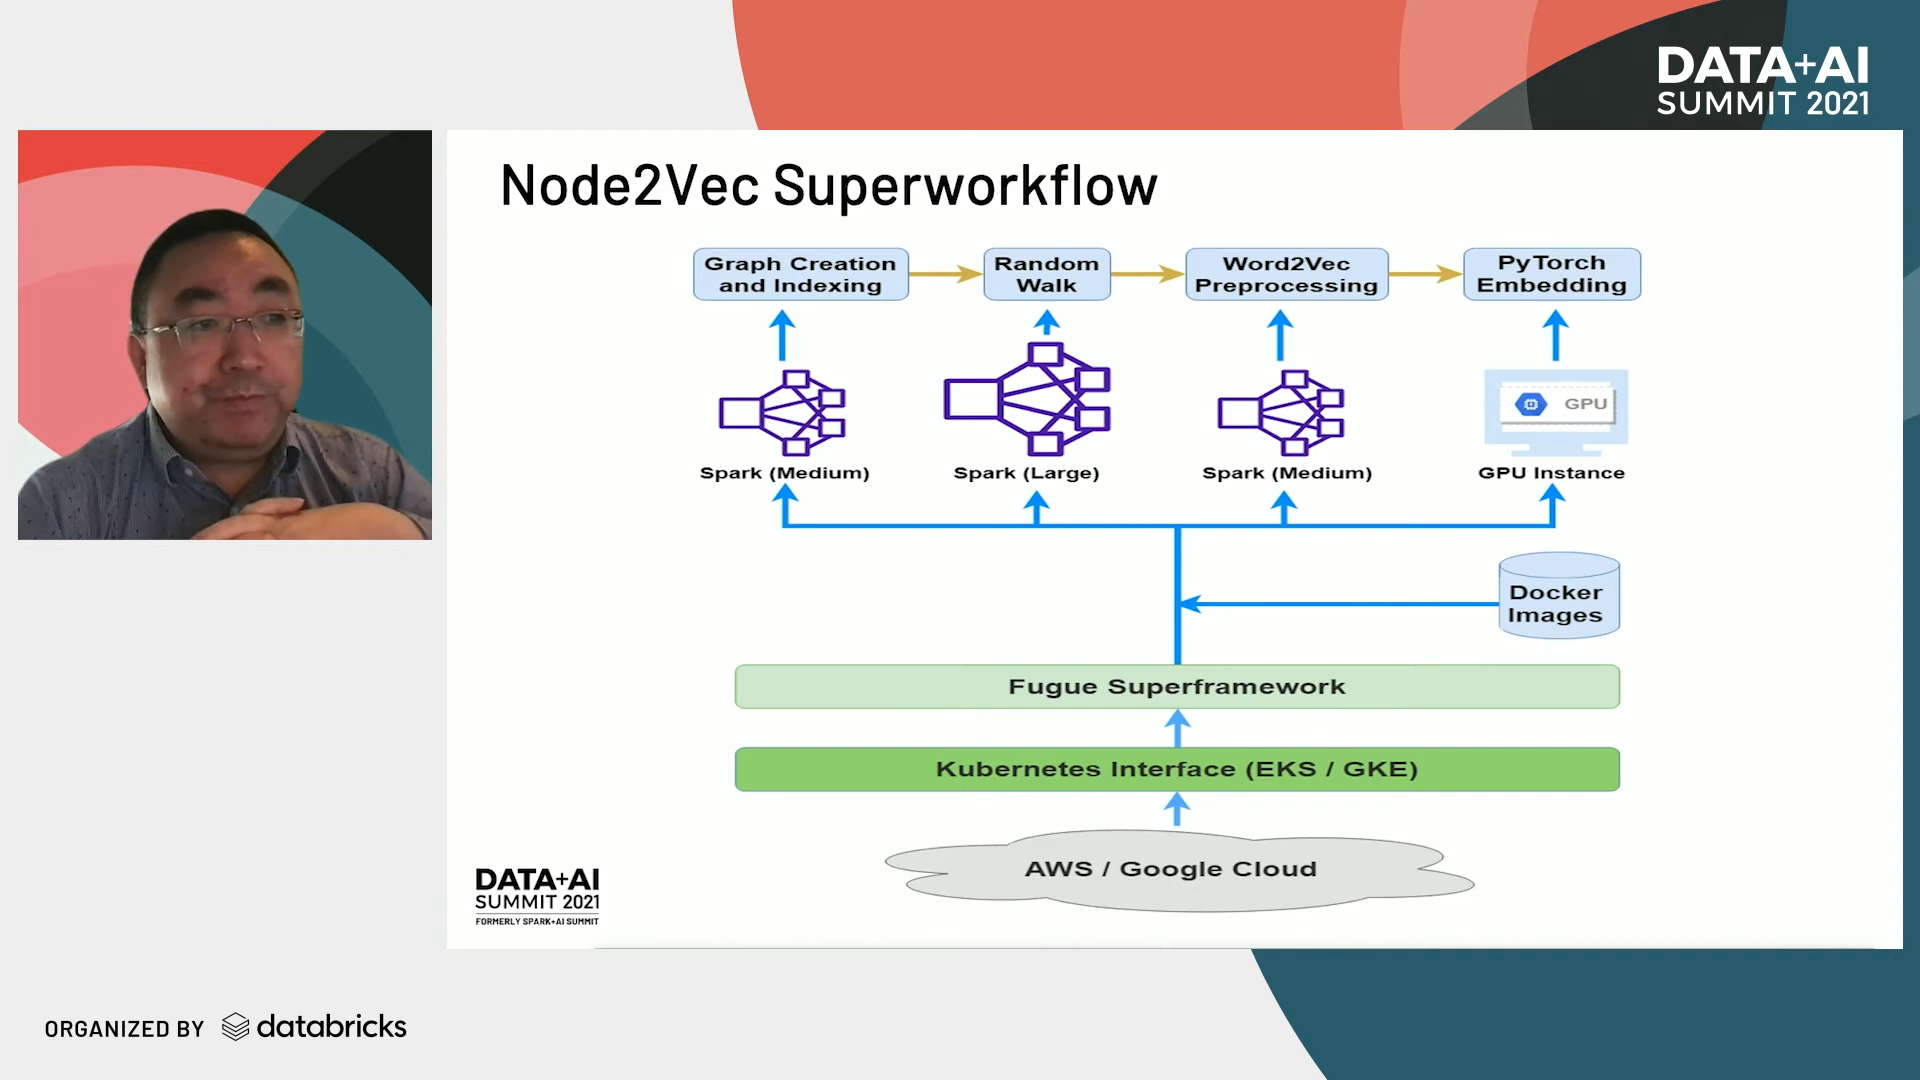 DATA+AI
SUMMIT 2021
Node2Vec Superworkflow
Graph Creation
and Indexing
Random
Walk
Word2Vec
Preprocessing
PyTorch
Embedding
GPU
Spark (Medium)
Spark (Large)
Spark (Medium)
GPU Instance
Docker
Images
Fugue Superframework
Kubernetes Interface (EKS / GKE)
AWS / Google Cloud
DATA+AI
SUMMIT 2021
FORMERLY SPARK+AI SUMMIT
ORGANIZED BY databricks